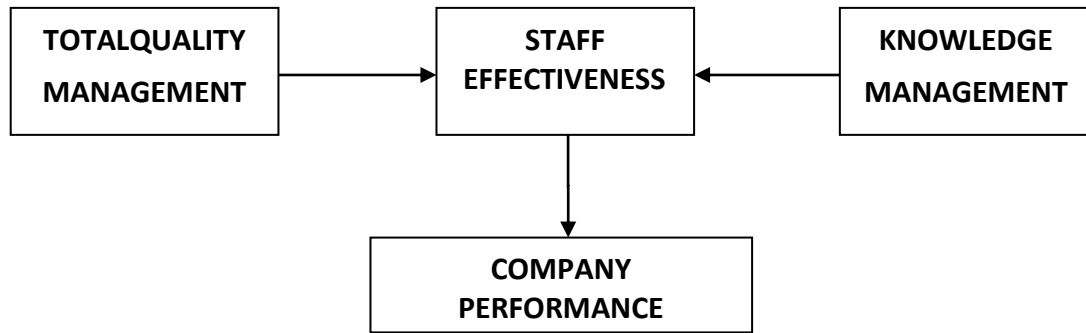 TOTALQUALITY
MANAGEMENT
STAFF
EFFECTIVENESS
KNOWLEDGE
MANAGEMENT
COMPANY
PERFORMANCE